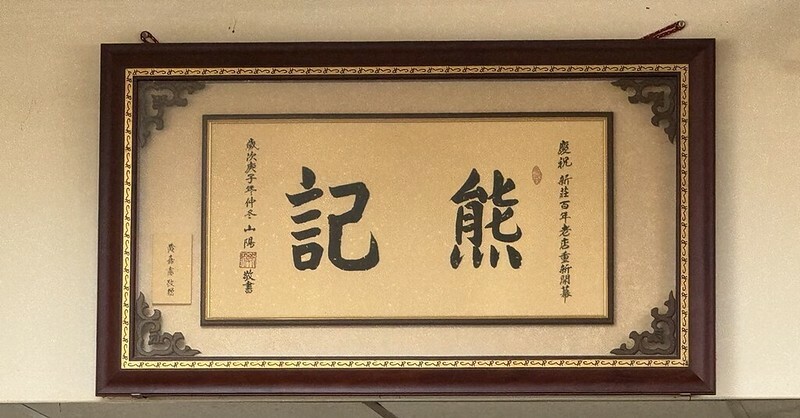 慶祝 新莊百年老店重新開幕
熊記
歲次庚子年仲冬 山陽 敬書